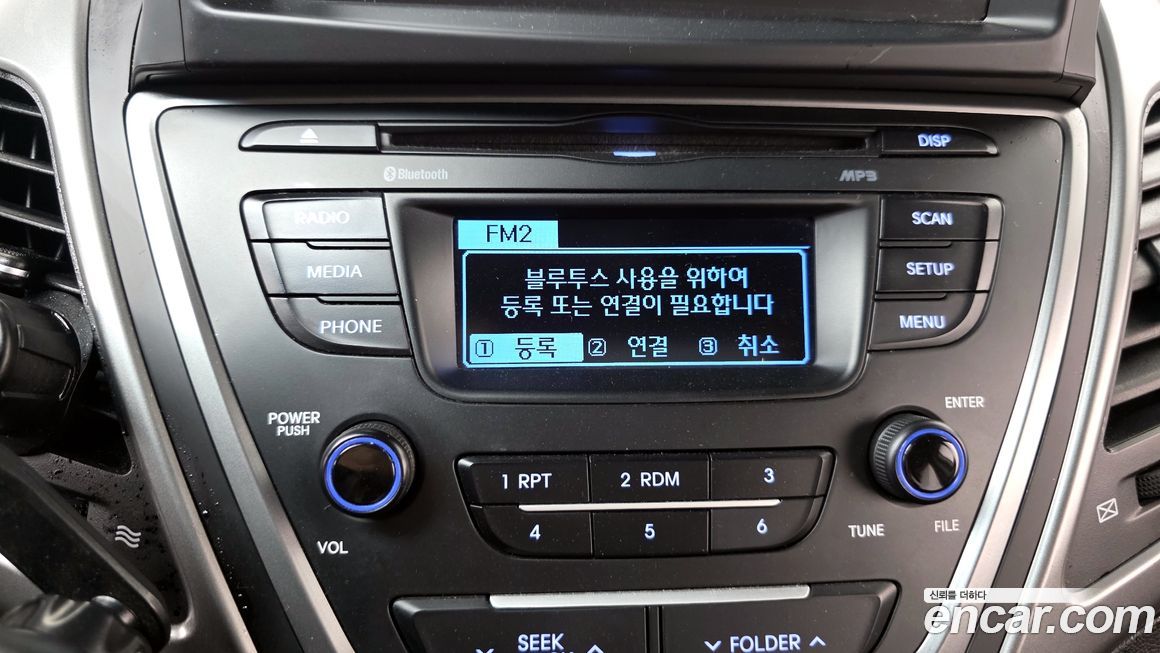 DISP
Bluetooth
MP3
RADIO
SCAN
FM2
블루투스 사용을 위하여
등록 또는 연결이 필요합니다
① 등록 ② 연결 ③ 취소
MEDIA
SETUP
PHONE
MENU
POWER
PUSH
ENTER
1 RPT
2 RDM
3
4
5
6
VOL
TUNE
FILE
SEEK
FOLDER
신뢰를 더하다
encar.com